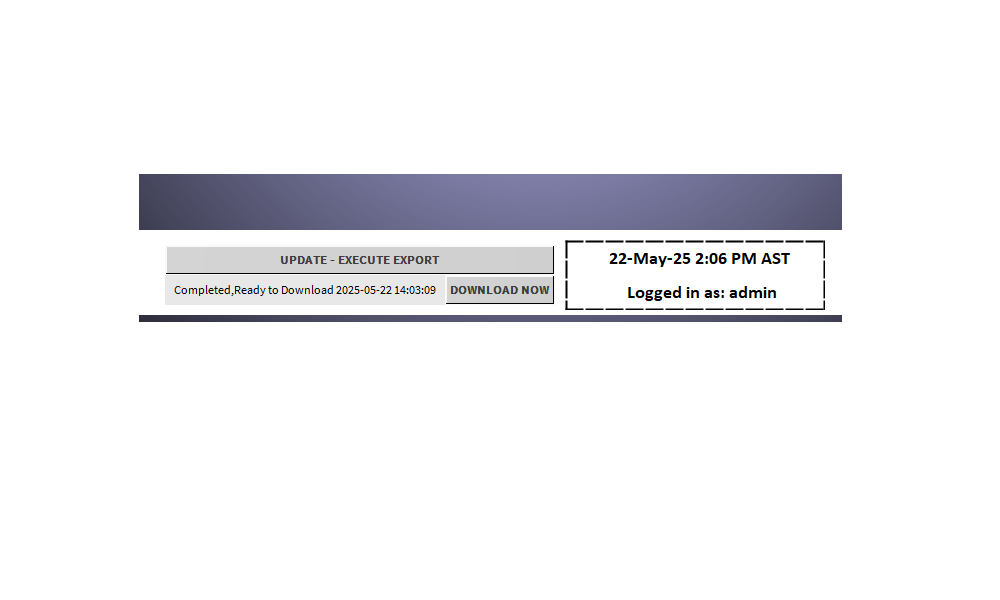 UPDATE - EXECUTE EXPORT
Completed,Ready to Download 2025-05-22 14:03:09
DOWNLOAD NOW
22-May-25 2:06 PM AST
Logged in as: admin